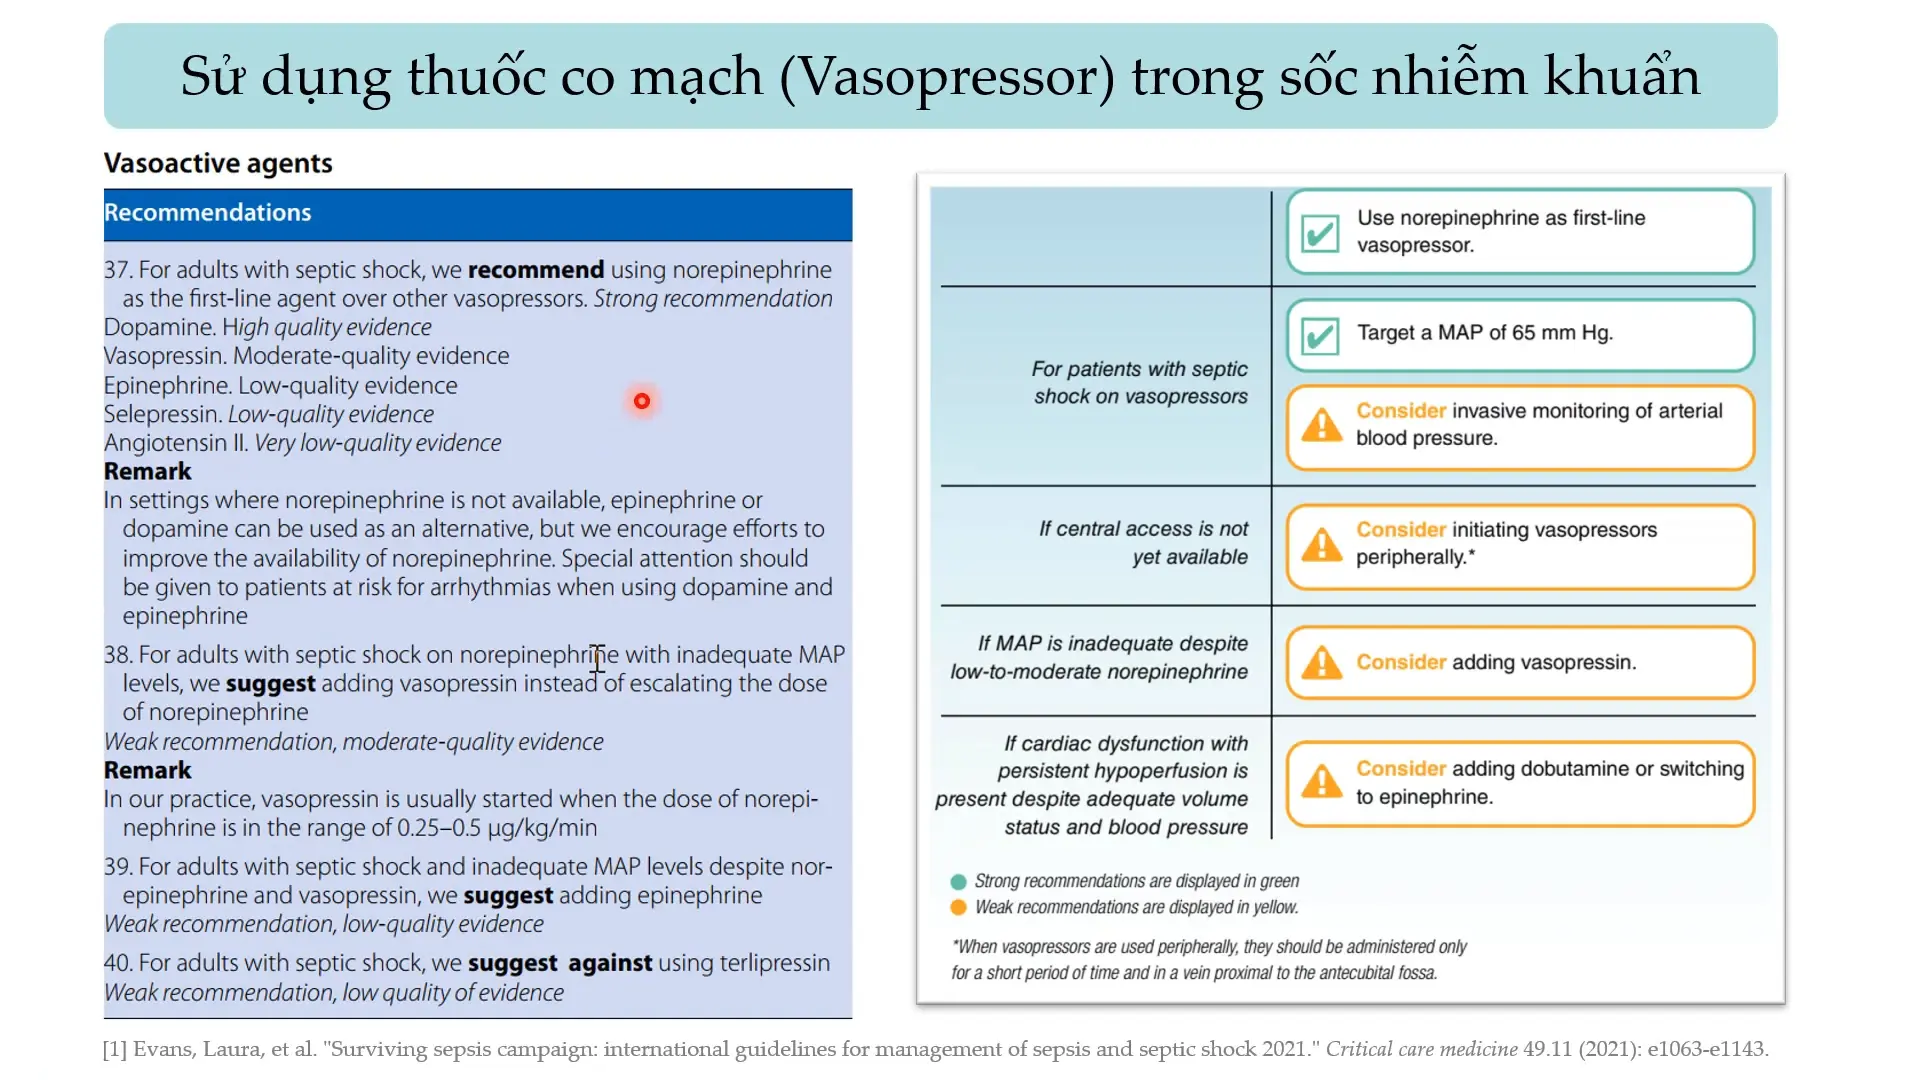 Sử dụng thuốc co mạch (Vasopressor) trong sốc nhiễm khuẩn
Vasoactive agents
Recommendations
37. For adults with septic shock, we recommend using norepinephrine
as the first-line agent over other vasopressors. Strong recommendation
Dopamine. High quality evidence
Vasopressin. Moderate-quality evidence
Epinephrine. Low-quality evidence
Selepressin. Low-quality evidence
Angiotensin II. Very low-quality evidence
Remark
In settings where norepinephrine is not available, epinephrine or
dopamine can be used as an alternative, but we encourage efforts to
improve the availability of norepinephrine. Special attention should
be given to patients at risk for arrhythmias when using dopamine and
epinephrine
38. For adults with septic shock on norepinephrine with inadequate MAP
levels, we suggest adding vasopressin instead of escalating the dose
of norepinephrine
Weak recommendation, moderate-quality evidence
Remark
In our practice, vasopressin is usually started when the dose of norepi-
nephrine is in the range of 0.25–0.5 μg/kg/min
39. For adults with septic shock and inadequate MAP levels despite nor-
epinephrine and vasopressin, we suggest adding epinephrine
Weak recommendation, low-quality evidence
40. For adults with septic shock, we suggest against using terlipressin
Weak recommendation, low quality of evidence
Use norepinephrine as first-line
vasopressor.
For patients with septic
shock on vasopressors
Target a MAP of 65 mm Hg.
Consider invasive monitoring of arterial
blood pressure.
If central access is not
yet available
Consider initiating vasopressors
peripherally.*
If MAP is inadequate despite
low-to-moderate norepinephrine
Consider adding vasopressin.
If cardiac dysfunction with
persistent hypoperfusion is
present despite adequate volume
status and blood pressure
Consider adding dobutamine or switching
to epinephrine.
Strong recommendations are displayed in green
Weak recommendations are displayed in yellow.
*When vasopressors are used peripherally, they should be administered only
for a short period of time and in a vein proximal to the antecubital fossa.
[1] Evans, Laura, et al. "Surviving sepsis campaign: international guidelines for management of sepsis and septic shock 2021." Critical care medicine 49.11 (2021): e1063-e1143.